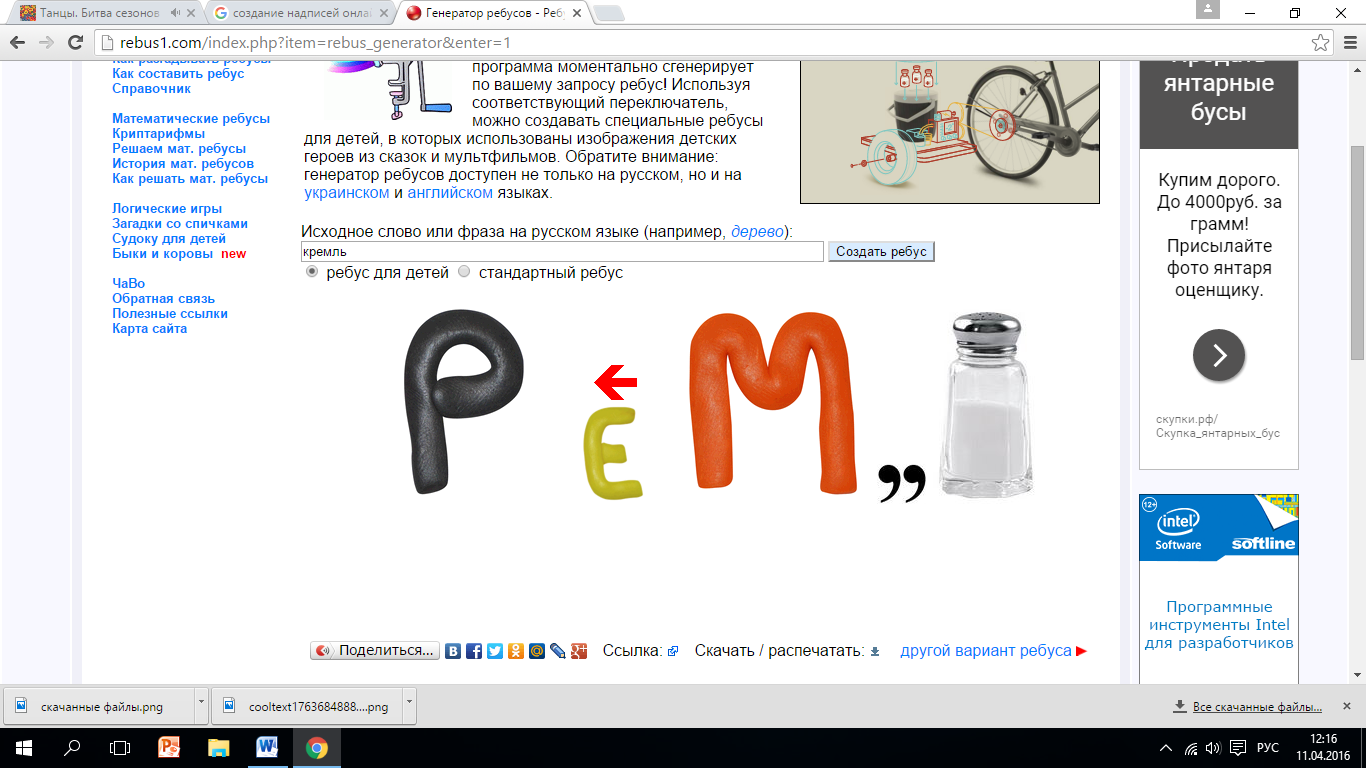 Танцы. Битва сезонов
создание надписей онлай
Генератор ребусов - Реб
rebus1.com/index.php?item=rebus_generator&enter=1
Как разгадывать ребусы
Как составить ребус
Справочник
Математические ребусы
Криптарифмы
Решаем мат. ребусы
История мат. ребусов
Как решать мат. ребусы
Логические игры
Загадки со спичками
Судоку для детей
Быки и коровы new
ЧаВо
Обратная связь
Полезные ссылки
Карта сайта
программа моментально сгенерирует
по вашему запросу ребус! Используя
соответствующий переключатель,
можно создавать специальные ребусы
для детей, в которых использованы изображения детских
героев из сказок и мультфильмов. Обратите внимание:
генератор ребусов доступен не только на русском, но и на
украинском и английском языках.
Исходное слово или фраза на русском языке (например, дерево):
кремль
Создать ребус
ребус для детей стандартный ребус
Р Е М ,,
Поделиться...
Ссылка:
Скачать / распечатать:
другой вариант ребуса
Продать
янтарные
бусы
Купим дорого.
До 4000руб. за
грамм!
Присылайте
фото янтаря
оценщику.
скупки.рф/
Скупка_янтарных_бус
12+
intel
Software
softline
Программные
инструменты Intel
для разработчиков
скачанные файлы.png
cooltext1763684888....png
Все скачанные файлы...
РУС
12:16
11.04.2016